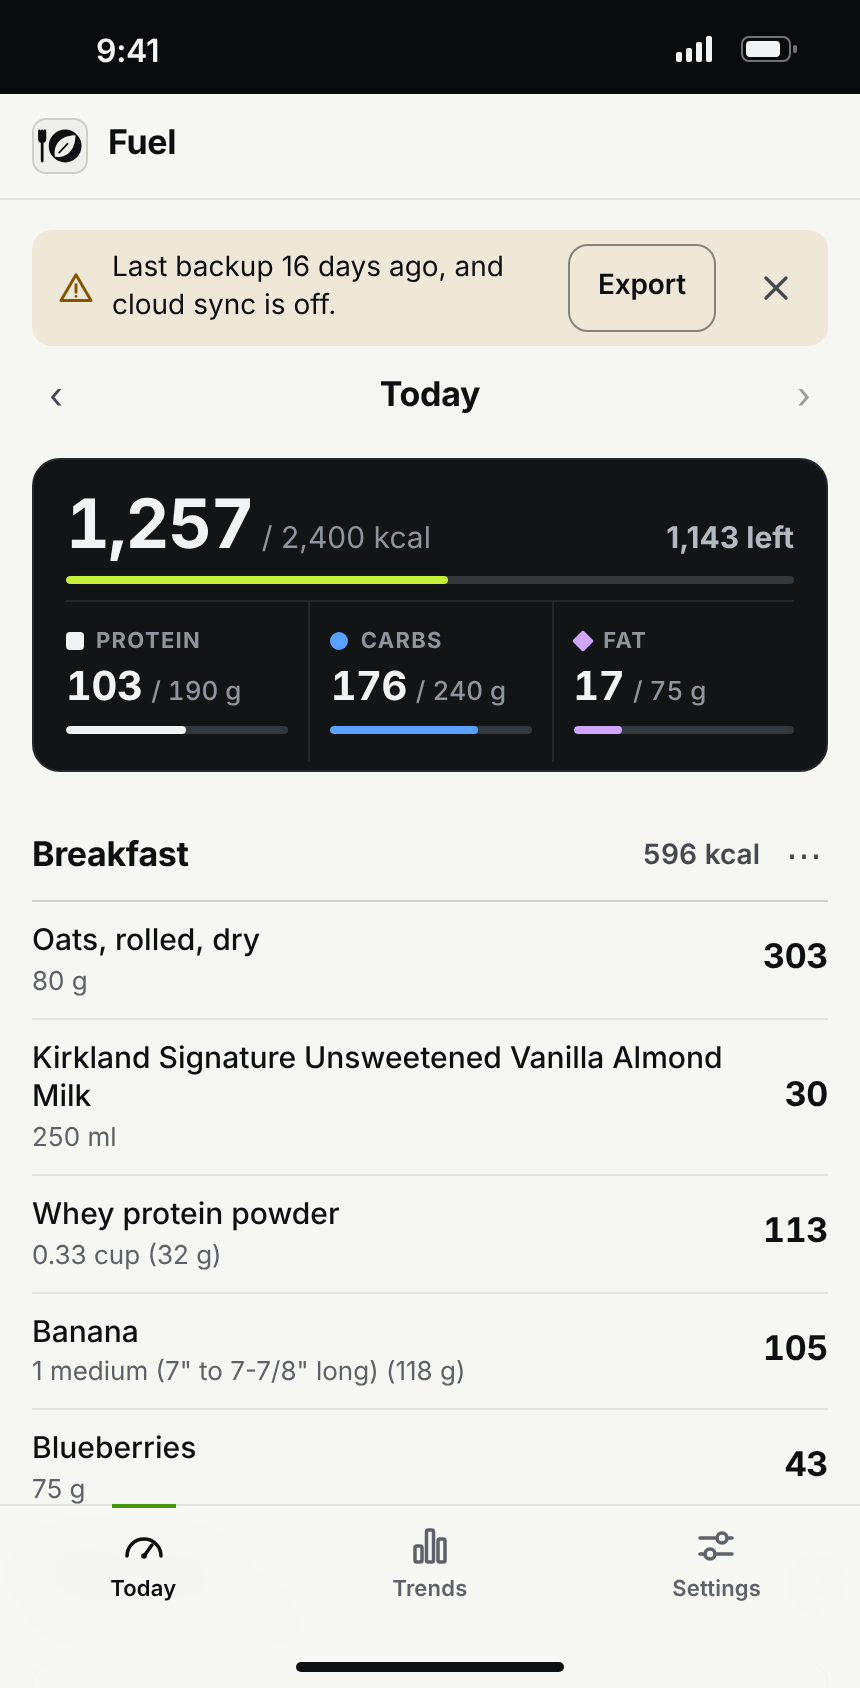 9:41
Fuel
Last backup 16 days ago, and
cloud sync is off.
Export
‹ Today ›
1,257 / 2,400 kcal 1,143 left
PROTEIN CARBS FAT
103 / 190 g 176 / 240 g 17 / 75 g
Breakfast 596 kcal ...
Oats, rolled, dry
80 g
303
Kirkland Signature Unsweetened Vanilla Almond
Milk
250 ml
30
Whey protein powder
0.33 cup (32 g)
113
Banana
1 medium (7" to 7-7/8" long) (118 g)
105
Blueberries
75 g
43
Today Trends Settings